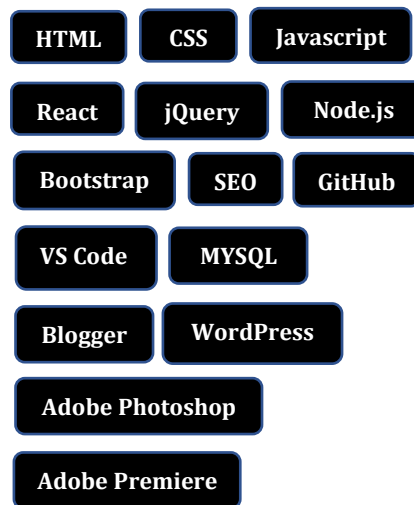 HTML CSS Javascript
React jQuery Node.js
Bootstrap SEO GitHub
VS Code MYSQL
Blogger WordPress
Adobe Photoshop
Adobe Premiere